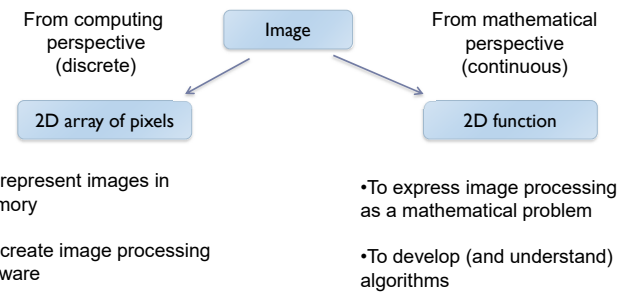 From computing
perspective
(discrete)
Image
From mathematical
perspective
(continuous)
2D array of pixels
2D function
represent images in
mory
create image processing
ware
•To express image processing
as a mathematical problem
•To develop (and understand)
algorithms